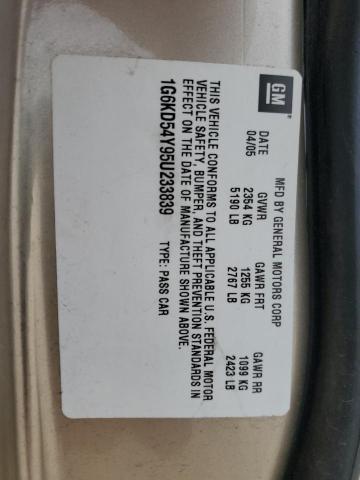 GM
MFD BY GENERAL MOTORS CORP
DATE GVWR GAWR FRT GAWR RR
04/05 2354 KG 1255 KG 1099 KG
5190 LB 2767 LB 2423 LB
THIS VEHICLE CONFORMS TO ALL APPLICABLE U.S. FEDERAL MOTOR
VEHICLE SAFETY, BUMPER, AND THEFT PREVENTION STANDARDS IN
EFFECT ON THE DATE OF MANUFACTURE SHOWN ABOVE.
1G6KD54Y95U233839 TYPE: PASS CAR